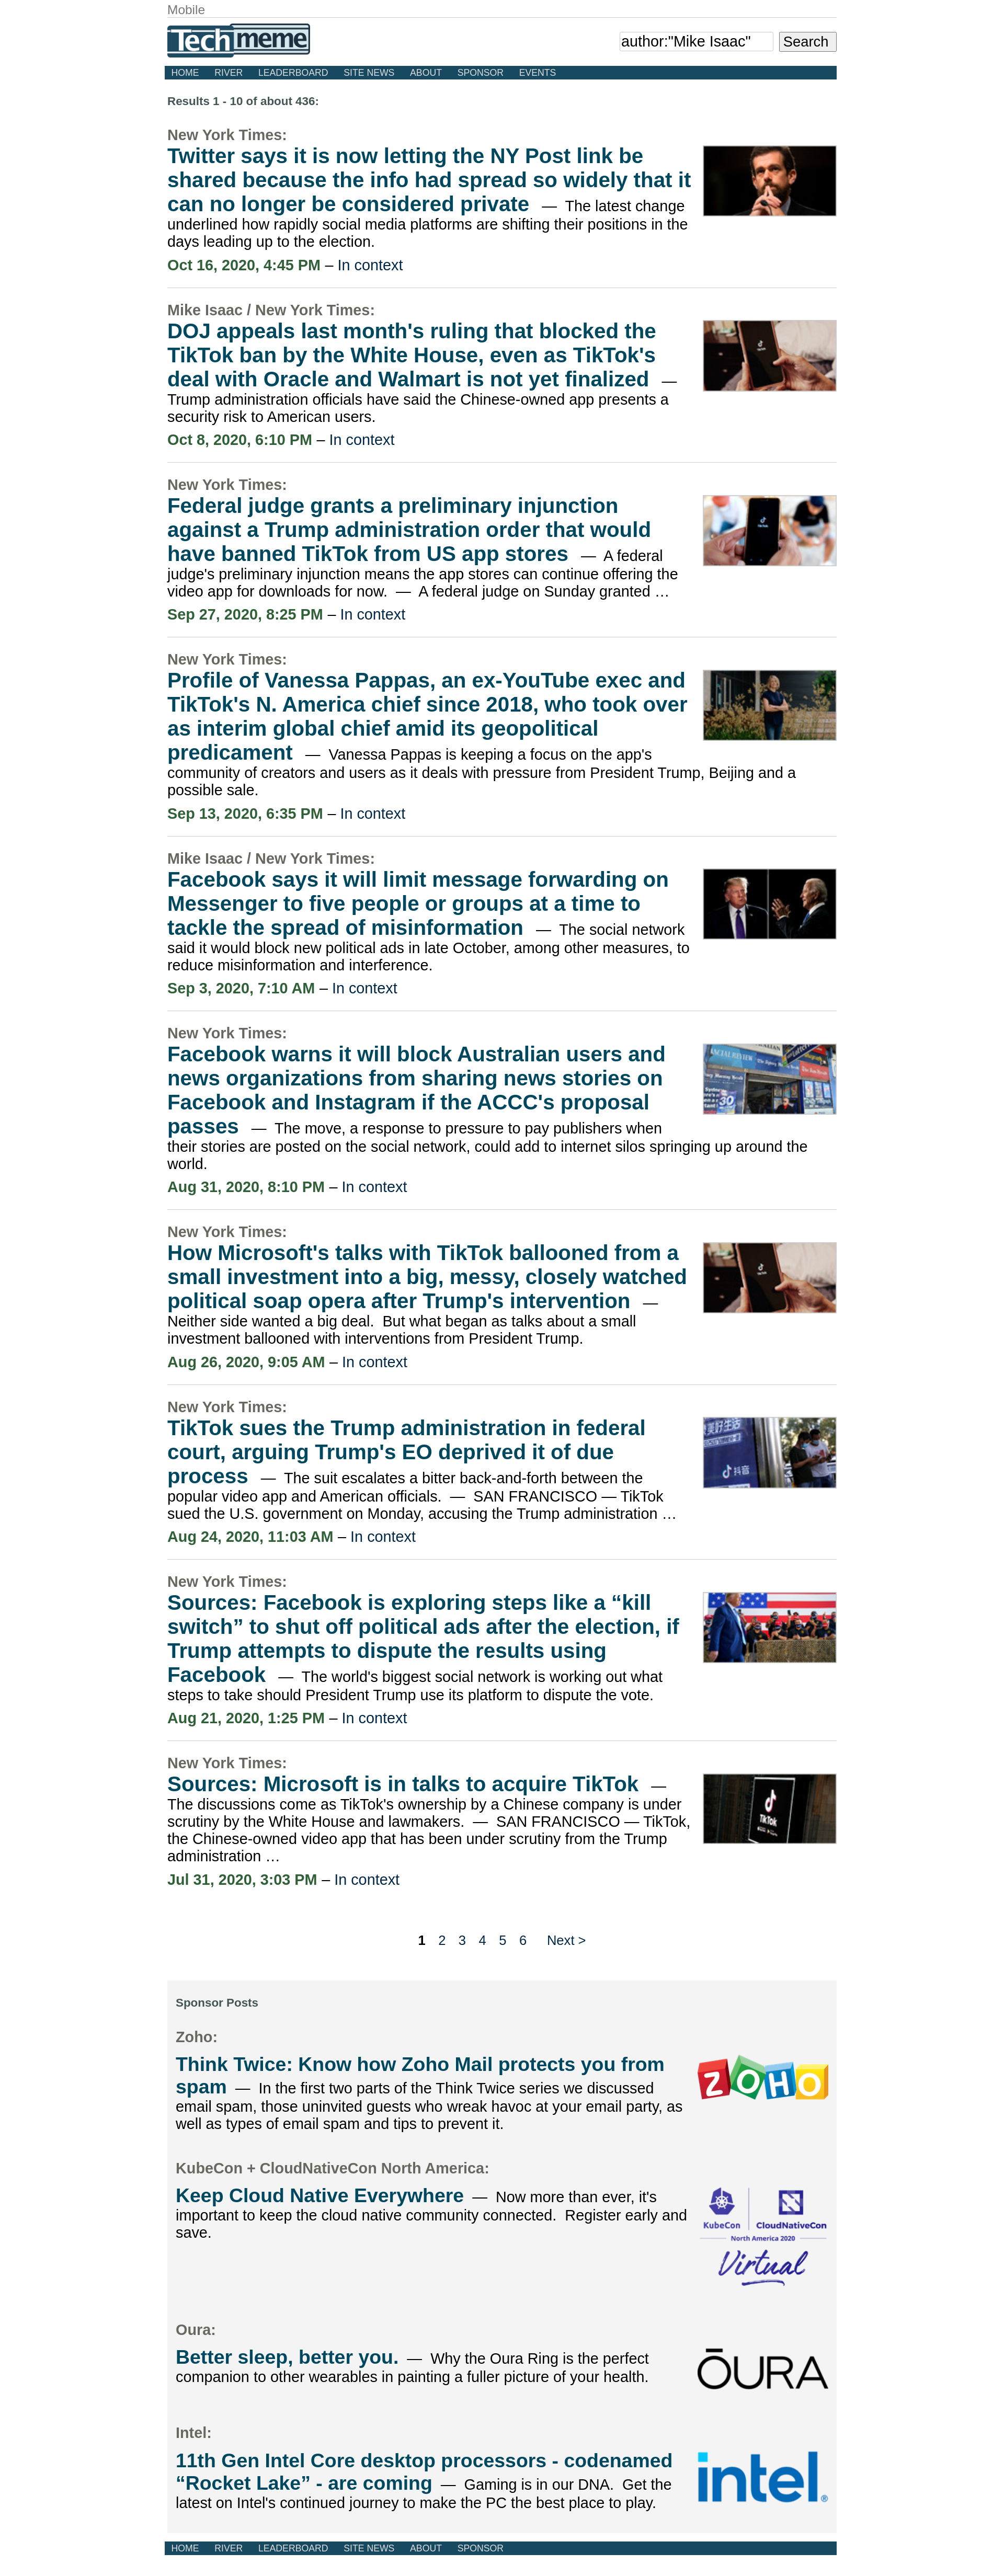 Mobile
Techmeme
author:"Mike Isaac" Search
HOME RIVER LEADERBOARD SITE NEWS ABOUT SPONSOR EVENTS
Results 1 - 10 of about 436:
New York Times:
Twitter says it is now letting the NY Post link be
shared because the info had spread so widely that it
can no longer be considered private — The latest change
underlined how rapidly social media platforms are shifting their positions in the
days leading up to the election.
Oct 16, 2020, 4:45 PM – In context
Mike Isaac / New York Times:
DOJ appeals last month's ruling that blocked the
TikTok ban by the White House, even as TikTok's
deal with Oracle and Walmart is not yet finalized —
Trump administration officials have said the Chinese-owned app presents a
security risk to American users.
Oct 8, 2020, 6:10 PM – In context
New York Times:
Federal judge grants a preliminary injunction
against a Trump administration order that would
have banned TikTok from US app stores — A federal
judge's preliminary injunction means the app stores can continue offering the
video app for downloads for now. — A federal judge on Sunday granted …
Sep 27, 2020, 8:25 PM – In context
New York Times:
Profile of Vanessa Pappas, an ex-YouTube exec and
TikTok's N. America chief since 2018, who took over
as interim global chief amid its geopolitical
predicament — Vanessa Pappas is keeping a focus on the app's
community of creators and users as it deals with pressure from President Trump, Beijing and a
possible sale.
Sep 13, 2020, 6:35 PM – In context
Mike Isaac / New York Times:
Facebook says it will limit message forwarding on
Messenger to five people or groups at a time to
tackle the spread of misinformation — The social network
said it would block new political ads in late October, among other measures, to
reduce misinformation and interference.
Sep 3, 2020, 7:10 AM – In context
New York Times:
Facebook warns it will block Australian users and
news organizations from sharing news stories on
Facebook and Instagram if the ACCC's proposal
passes — The move, a response to pressure to pay publishers when
their stories are posted on the social network, could add to internet silos springing up around the
world.
Aug 31, 2020, 8:10 PM – In context
New York Times:
How Microsoft's talks with TikTok ballooned from a
small investment into a big, messy, closely watched
political soap opera after Trump's intervention —
Neither side wanted a big deal. But what began as talks about a small
investment ballooned with interventions from President Trump.
Aug 26, 2020, 9:05 AM – In context
New York Times:
TikTok sues the Trump administration in federal
court, arguing Trump's EO deprived it of due
process — The suit escalates a bitter back-and-forth between the
popular video app and American officials. — SAN FRANCISCO — TikTok
sued the U.S. government on Monday, accusing the Trump administration …
Aug 24, 2020, 11:03 AM – In context
New York Times:
Sources: Facebook is exploring steps like a “kill
switch” to shut off political ads after the election, if
Trump attempts to dispute the results using
Facebook — The world's biggest social network is working out what
steps to take should President Trump use its platform to dispute the vote.
Aug 21, 2020, 1:25 PM – In context
New York Times:
Sources: Microsoft is in talks to acquire TikTok —
The discussions come as TikTok's ownership by a Chinese company is under
scrutiny by the White House and lawmakers. — SAN FRANCISCO — TikTok,
the Chinese-owned video app that has been under scrutiny from the Trump
administration …
TikTok
Jul 31, 2020, 3:03 PM – In context
1 2 3 4 5 6 Next >
Sponsor Posts
Zoho:
Think Twice: Know how Zoho Mail protects you from
spam — In the first two parts of the Think Twice series we discussed
email spam, those uninvited guests who wreak havoc at your email party, as
well as types of email spam and tips to prevent it.
ZOHO
KubeCon + CloudNativeCon North America:
Keep Cloud Native Everywhere — Now more than ever, it's
important to keep the cloud native community connected. Register early and
save.
KubeCon CloudNativeCon
North America 2020
Virtual
Oura:
Better sleep, better you. — Why the Oura Ring is the perfect
companion to other wearables in painting a fuller picture of your health.
ŌURA
Intel:
11th Gen Intel Core desktop processors - codenamed
“Rocket Lake” - are coming — Gaming is in our DNA. Get the
latest on Intel's continued journey to make the PC the best place to play.
intel®
HOME RIVER LEADERBOARD SITE NEWS ABOUT SPONSOR